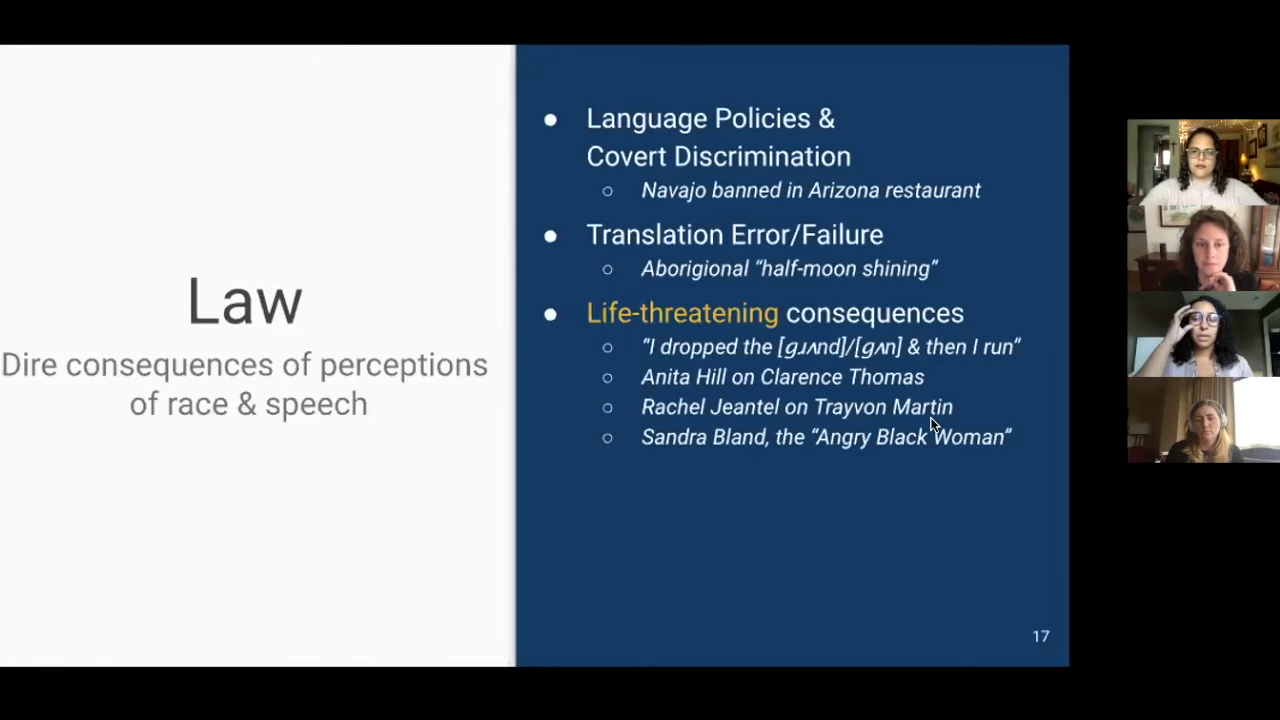 Law
Dire consequences of perceptions
of race & speech
● Language Policies &
Covert Discrimination
○ Navajo banned in Arizona restaurant
● Translation Error/Failure
○ Aborigional “half-moon shining”
● Life-threatening consequences
○ “I dropped the [gɹʌnd]/[gʌn] & then I run”
○ Anita Hill on Clarence Thomas
○ Rachel Jeantel on Trayvon Martin
○ Sandra Bland, the “Angry Black Woman”
17